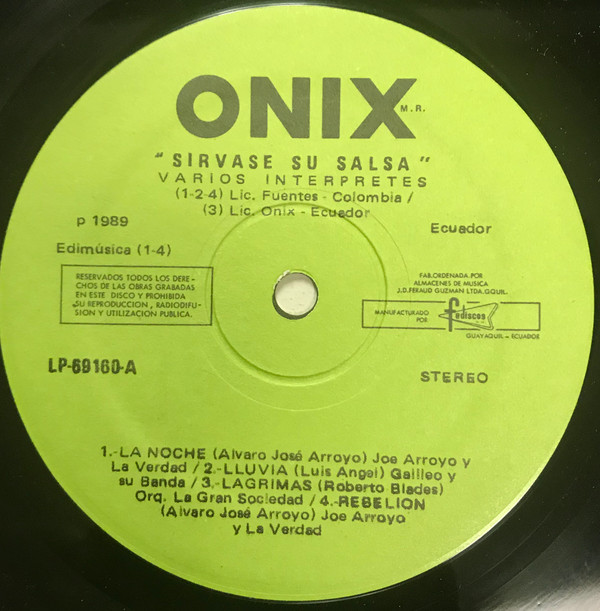 ONIX M.R.
"SIRVASE SU SALSA"
VARIOS INTERPRETES
(1-2-4) Lic. Fuentes - Colombia /
(3) Lic. Onix - Ecuador
p 1989
Ecuador
Edimúsica (1-4)
RESERVADOS TODOS LOS DERE-
CHOS DE LAS OBRAS GRABADAS
EN ESTE DISCO Y PROHIBIDA
SU REPRODUCCION, RADIODIFU-
SION Y UTILIZACION PUBLICA.
FAB. ORDENADA POR
ALMACENES DE MUSICA
J.D. FERAUD GUZMAN LTDA. GQUIL.
MANUFACTURADO
POR
fediscos
GUAYAQUIL - ECUADOR
LP-69160-A
STEREO
1.-LA NOCHE (Alvaro José Arroyo) Joe Arroyo y
La Verdad / 2.-LLUVIA (Luis Angel) Galileo y
su Banda / 3.-LAGRIMAS (Roberto Blades)
Orq. La Gran Sociedad / 4.-REBELION
(Alvaro José Arroyo) Joe Arroyo
y La Verdad